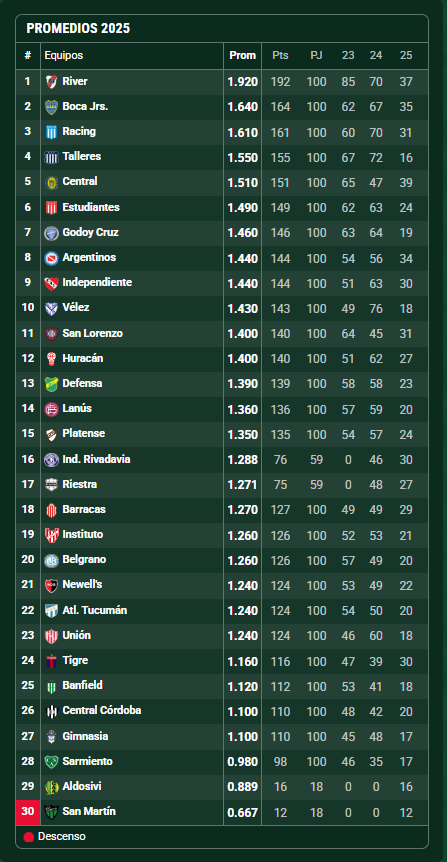 PROMEDIOS 2025
# Equipos Prom Pts PJ 23 24 25
1 River 1.920 192 100 85 70 37
2 Boca Jrs. 1.640 164 100 62 67 35
3 Racing 1.610 161 100 60 70 31
4 Talleres 1.550 155 100 67 72 16
5 Central 1.510 151 100 65 47 39
6 Estudiantes 1.490 149 100 62 63 24
7 Godoy Cruz 1.460 146 100 63 64 19
8 Argentinos 1.440 144 100 54 56 34
9 Independiente 1.440 144 100 51 63 30
10 Vélez 1.430 143 100 49 76 18
11 San Lorenzo 1.400 140 100 64 45 31
12 Huracán 1.400 140 100 51 62 27
13 Defensa 1.390 139 100 58 58 23
14 Lanús 1.360 136 100 57 59 20
15 Platense 1.350 135 100 54 57 24
16 Ind. Rivadavia 1.288 76 59 0 46 30
17 Riestra 1.271 75 59 0 48 27
18 Barracas 1.270 127 100 49 49 29
19 Instituto 1.260 126 100 52 53 21
20 Belgrano 1.260 126 100 57 49 20
21 Newell's 1.240 124 100 53 49 22
22 Atl. Tucumán 1.240 124 100 54 50 20
23 Unión 1.240 124 100 46 60 18
24 Tigre 1.160 116 100 47 39 30
25 Banfield 1.120 112 100 53 41 18
26 Central Córdoba 1.100 110 100 48 42 20
27 Gimnasia 1.100 110 100 45 48 17
28 Sarmiento 0.980 98 100 46 35 17
29 Aldosivi 0.889 16 18 0 0 16
30 San Martín 0.667 12 18 0 0 12
Descenso